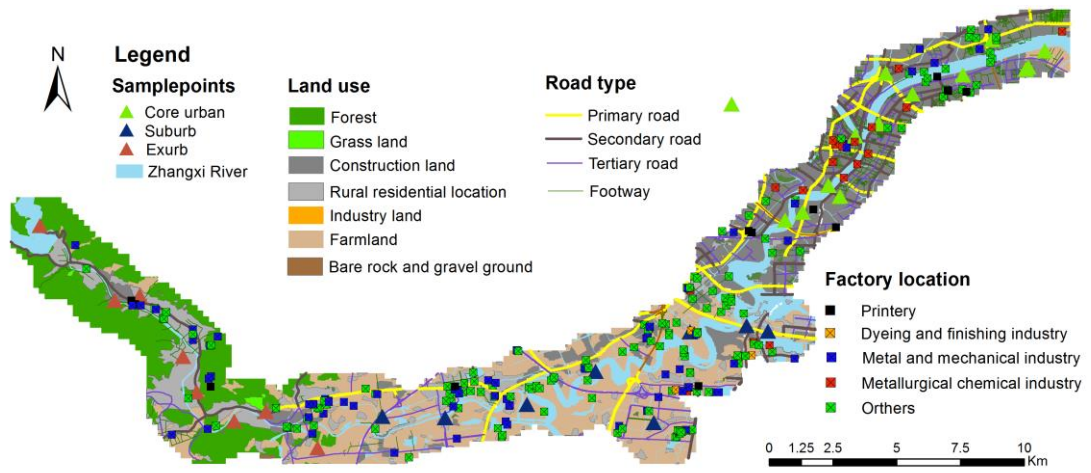 N
Legend
Samplepoints
Core urban
Suburb
Exurb
Zhangxi River
Land use
Forest
Grass land
Construction land
Rural residential location
Industry land
Farmland
Bare rock and gravel ground
Road type
Primary road
Secondary road
Tertiary road
Footway
Factory location
Printery
Dyeing and finishing industry
Metal and mechanical industry
Metallurgical chemical industry
Orthers
0 1.25 2.5 5 7.5 10
Km